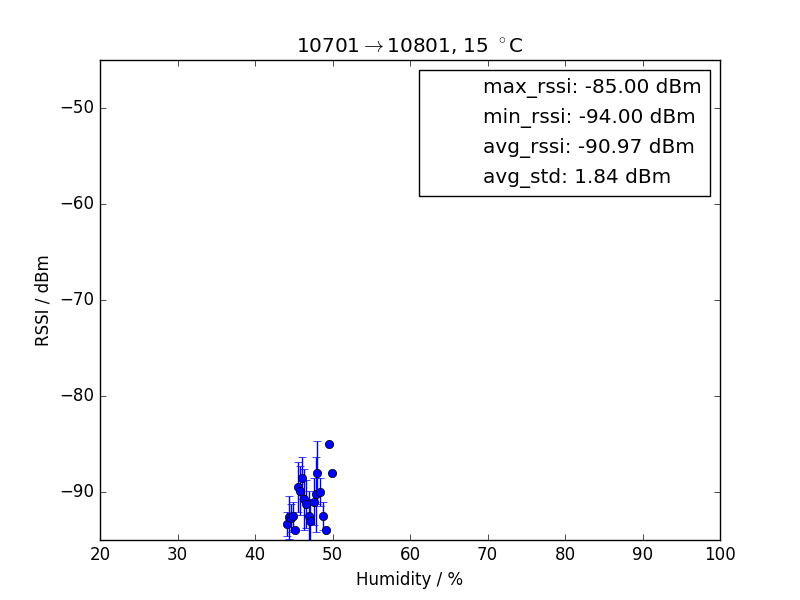 10701→10801, 15 °C
max_rssi: -85.00 dBm
min_rssi: -94.00 dBm
avg_rssi: -90.97 dBm
avg_std: 1.84 dBm
RSSI / dBm
−50
−60
−70
−80
−90
20 30 40 50 60 70 80 90 100
Humidity / %